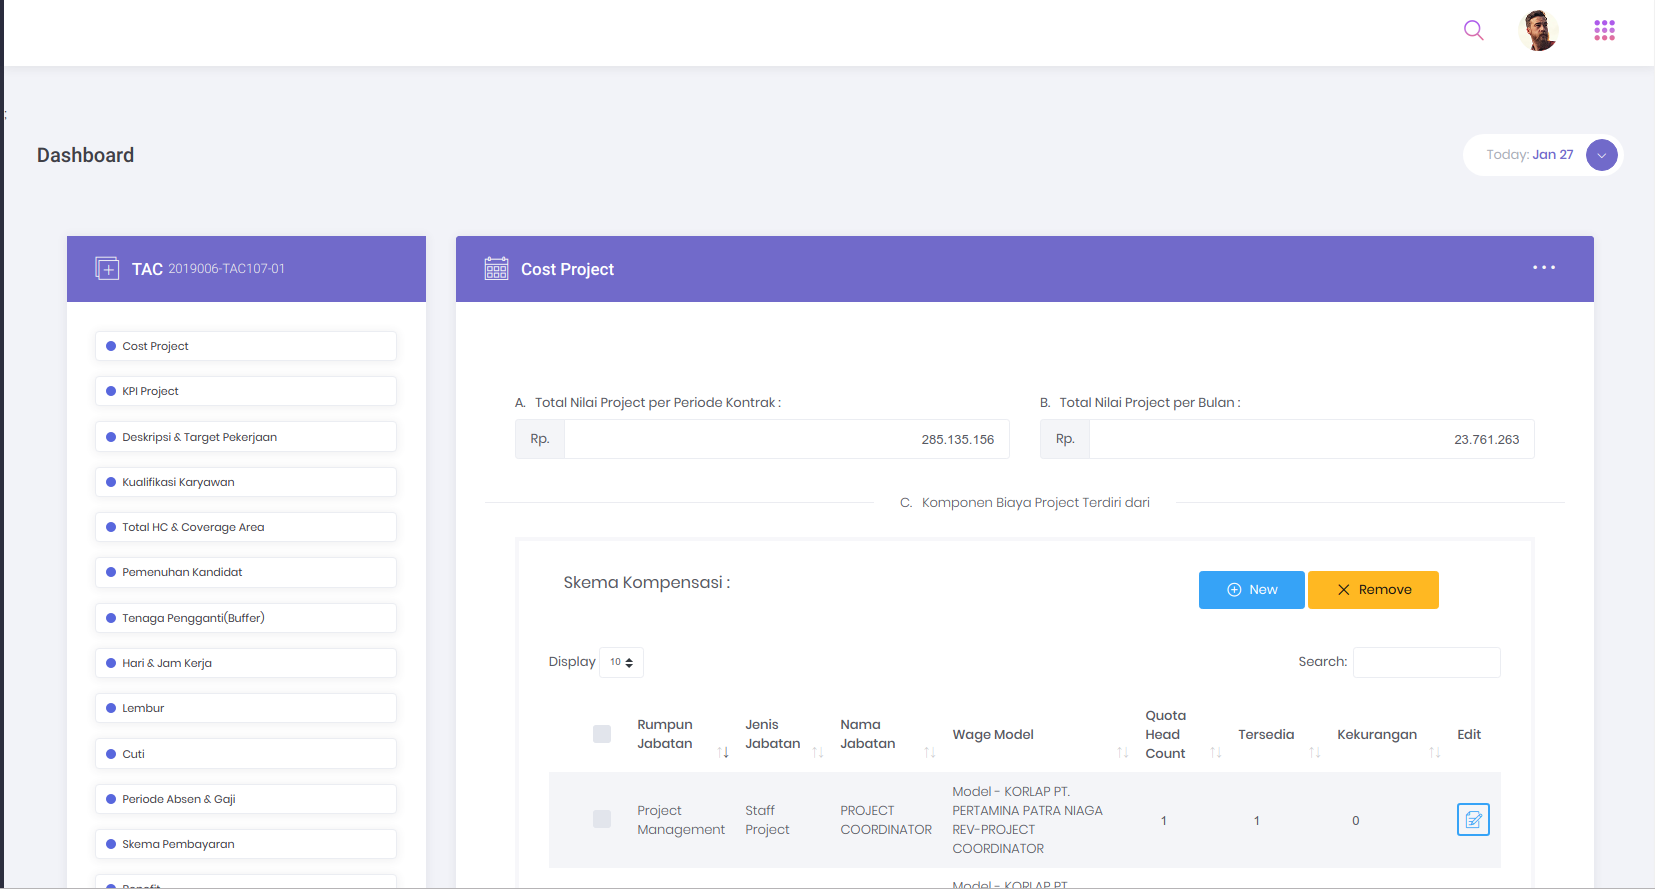 ;
Dashboard
Today: Jan 27
TAC 2019006-TAC107-01
Cost Project
KPI Project
Deskripsi & Target Pekerjaan
Kualifikasi Karyawan
Total HC & Coverage Area
Pemenuhan Kandidat
Tenaga Pengganti(Buffer)
Hari & Jam Kerja
Lembur
Cuti
Periode Absen & Gaji
Skema Pembayaran
Benefit
Cost Project
A. Total Nilai Project per Periode Kontrak :
Rp. 285.135.156
B. Total Nilai Project per Bulan :
Rp. 23.761.263
C. Komponen Biaya Project Terdiri dari
Skema Kompensasi :
New
Remove
Display 10
Search:
Rumpun
Jabatan
Jenis
Jabatan
Nama
Jabatan
Wage Model
Quota
Head
Count
Tersedia
Kekurangan
Edit
Project
Management
Staff
Project
PROJECT
COORDINATOR
Model - KORLAP PT.
PERTAMINA PATRA NIAGA
REV-PROJECT
COORDINATOR
1
1
0
Model - KORLAP PT.